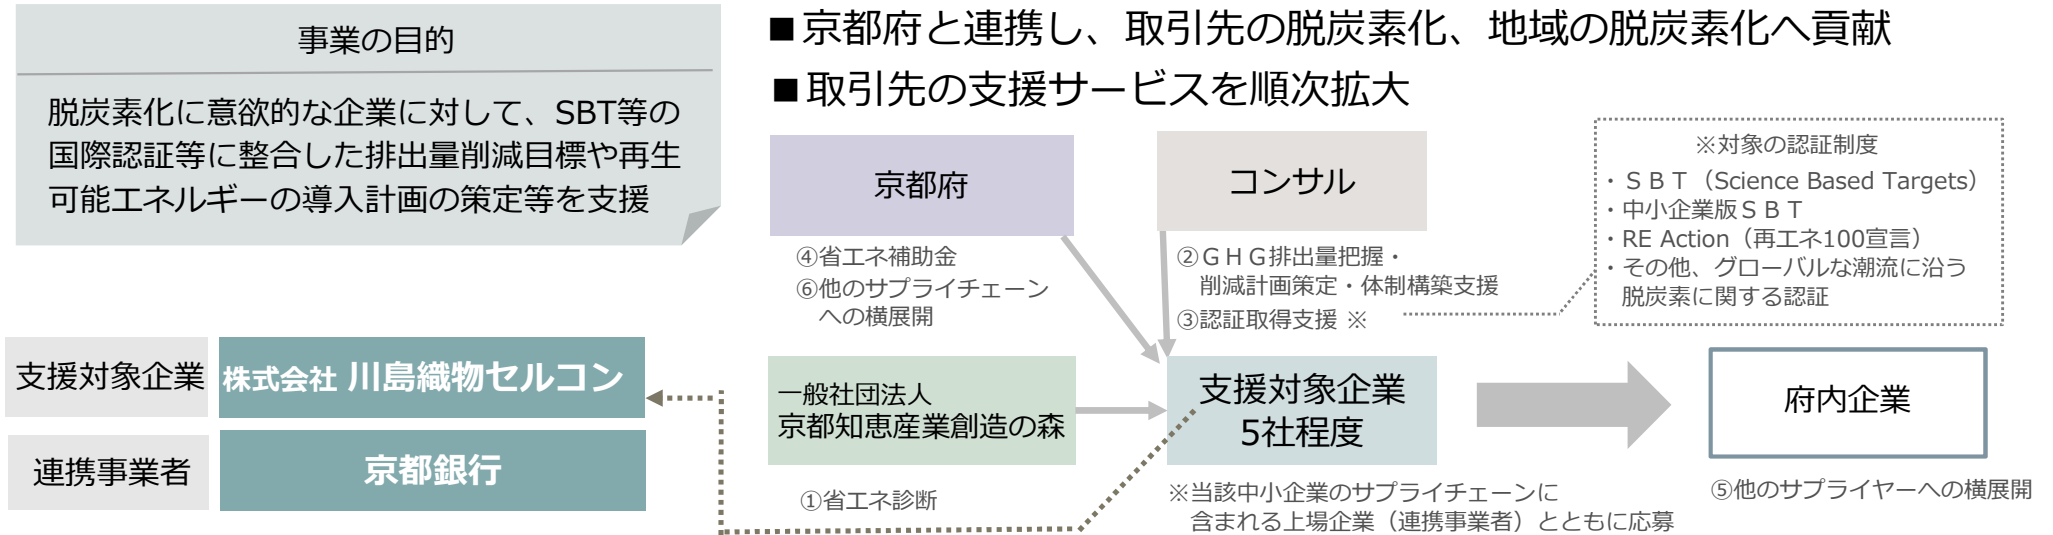 事業の目的
脱炭素化に意欲的な企業に対して、SBT等の
国際認証等に整合した排出量削減目標や再生
可能エネルギーの導入計画の策定等を支援
支援対象企業
株式会社 川島織物セルコン
連携事業者
京都銀行
■京都府と連携し、取引先の脱炭素化、地域の脱炭素化へ貢献
■取引先の支援サービスを順次拡大
京都府
④省エネ補助金
⑥他のサプライチェーン
への横展開
コンサル
②ＧＨＧ排出量把握・
削減計画策定・体制構築支援
③認証取得支援 ※
※対象の認証制度
・ＳＢＴ（Science Based Targets）
・中小企業版ＳＢＴ
・RE Action（再エネ100宣言）
・その他、グローバルな潮流に沿う
脱炭素に関する認証
一般社団法人
京都知恵産業創造の森
①省エネ診断
支援対象企業
5社程度
※当該中小企業のサプライチェーンに
含まれる上場企業（連携事業者）とともに応募
府内企業
⑤他のサプライヤーへの横展開